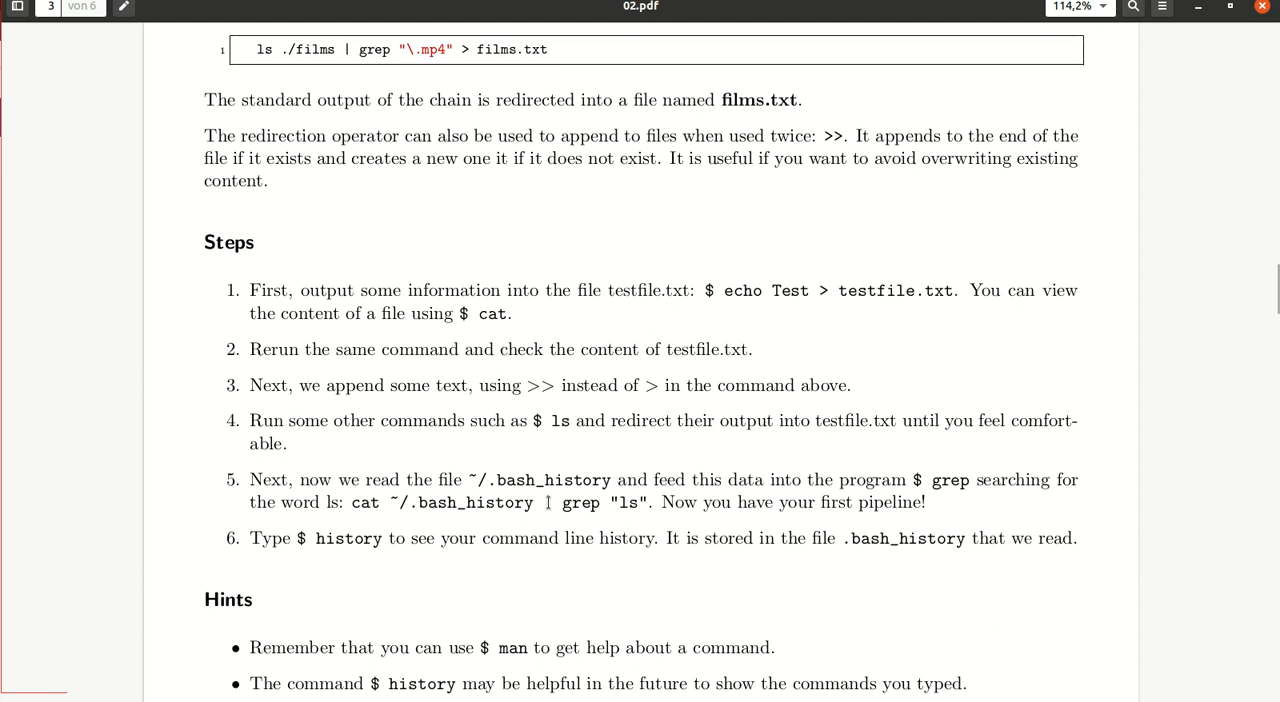 3 von 6 02.pdf 114,2%
1 ls ./films | grep "\.mp4" > films.txt
The standard output of the chain is redirected into a file named films.txt.
The redirection operator can also be used to append to files when used twice: >>. It appends to the end of the
file if it exists and creates a new one it if it does not exist. It is useful if you want to avoid overwriting existing
content.
Steps
1. First, output some information into the file testfile.txt: $ echo Test > testfile.txt. You can view
the content of a file using $ cat.
2. Rerun the same command and check the content of testfile.txt.
3. Next, we append some text, using >> instead of > in the command above.
4. Run some other commands such as $ ls and redirect their output into testfile.txt until you feel comfort-
able.
5. Next, now we read the file ~/.bash_history and feed this data into the program $ grep searching for
the word ls: cat ~/.bash_history | grep "ls". Now you have your first pipeline!
6. Type $ history to see your command line history. It is stored in the file .bash_history that we read.
Hints
• Remember that you can use $ man to get help about a command.
• The command $ history may be helpful in the future to show the commands you typed.